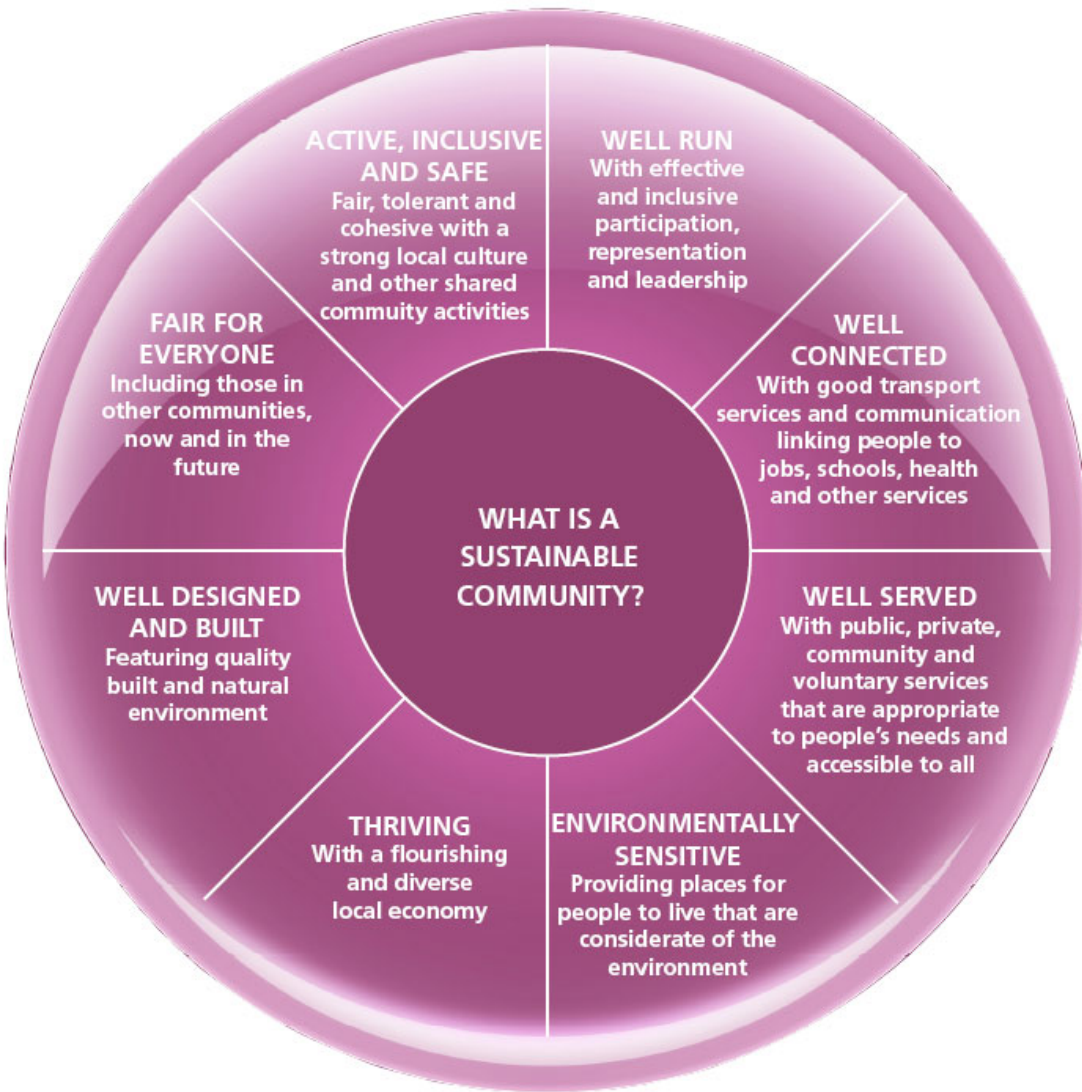 ACTIVE, INCLUSIVE
AND SAFE
Fair, tolerant and
cohesive with a
strong local culture
and other shared
commuity activities
WELL RUN
With effective
and inclusive
participation,
representation
and leadership
WELL
CONNECTED
With good transport
services and communication
linking people to
jobs, schools, health
and other services
WELL SERVED
With public, private,
community and
voluntary services
that are appropriate
to people's needs and
accessible to all
ENVIRONMENTALLY
SENSITIVE
Providing places for
people to live that are
considerate of the
environment
THRIVING
With a flourishing
and diverse
local economy
WELL DESIGNED
AND BUILT
Featuring quality
built and natural
environment
FAIR FOR
EVERYONE
Including those in
other communities,
now and in the
future
WHAT IS A
SUSTAINABLE
COMMUNITY?